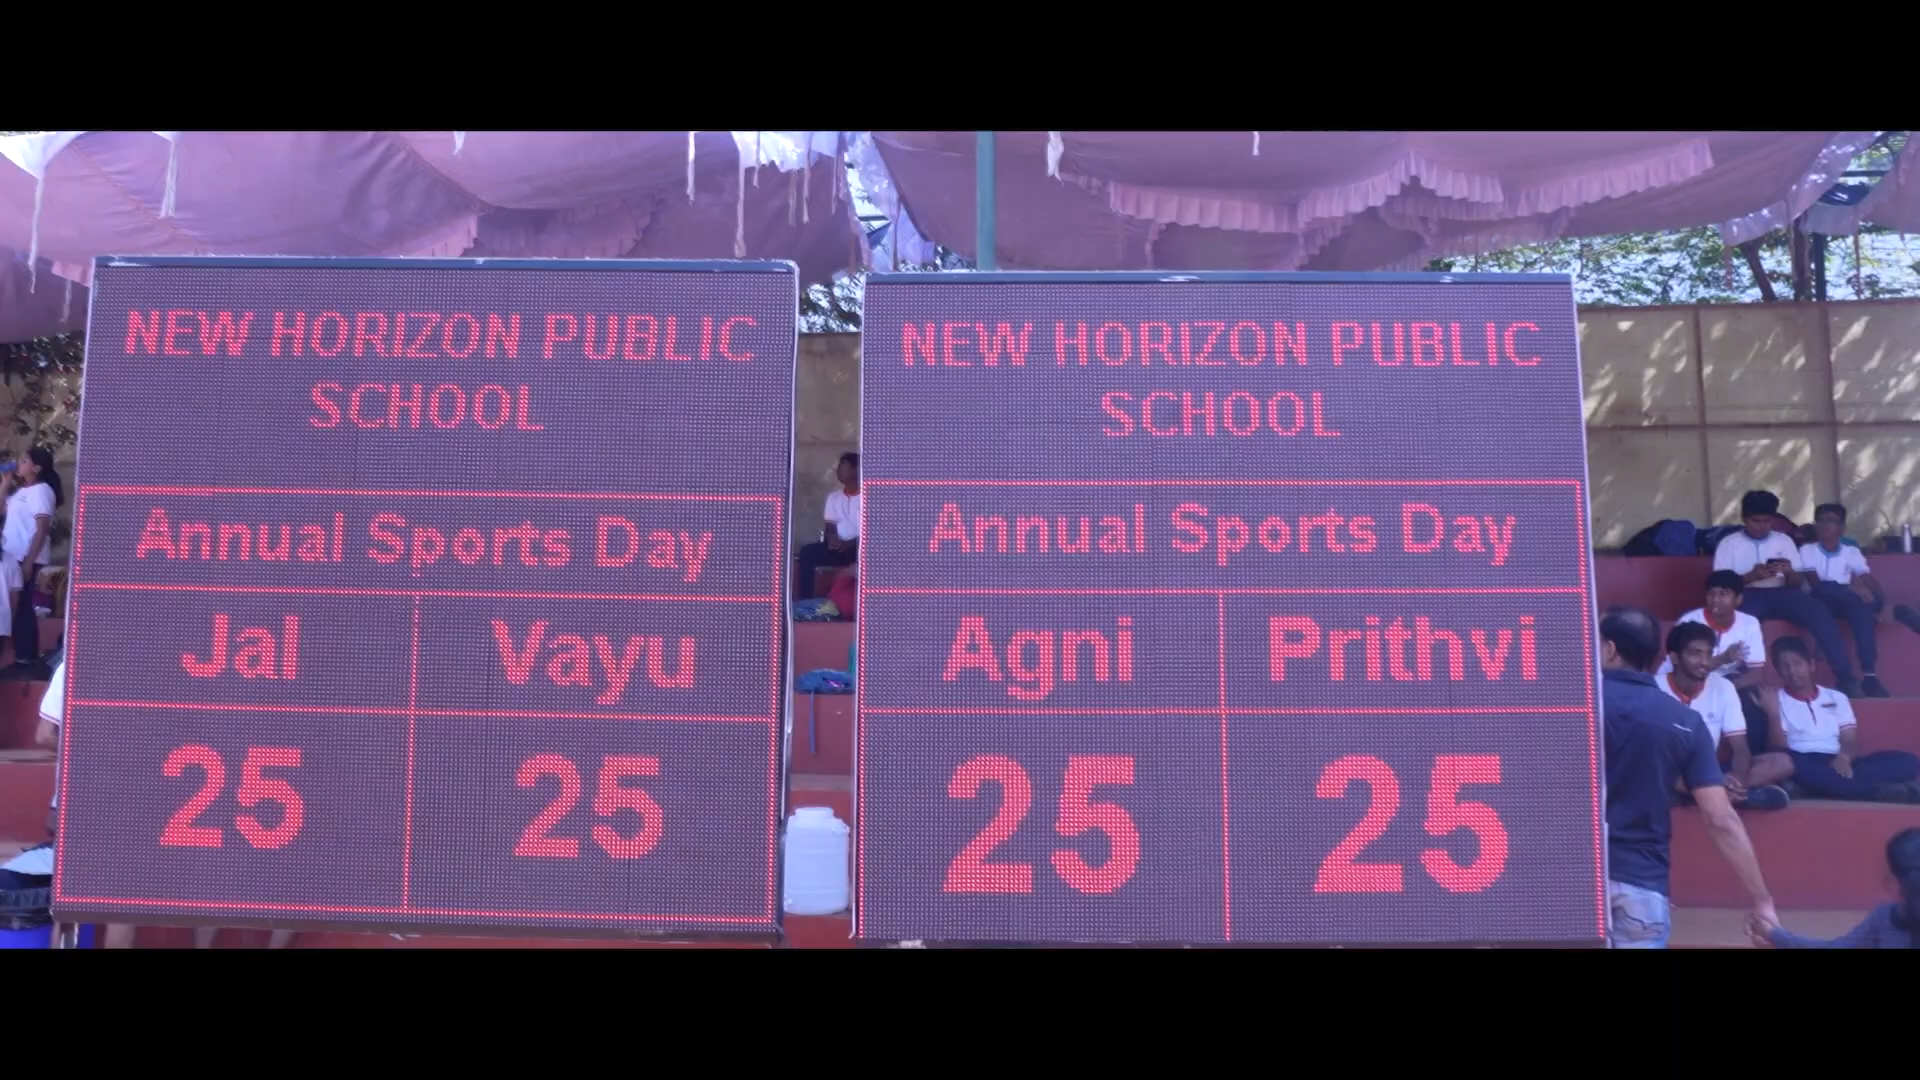 NEW HORIZON PUBLIC
SCHOOL
Annual Sports Day
Jal Vayu
25 25
NEW HORIZON PUBLIC
SCHOOL
Annual Sports Day
Agni Prithvi
25 25